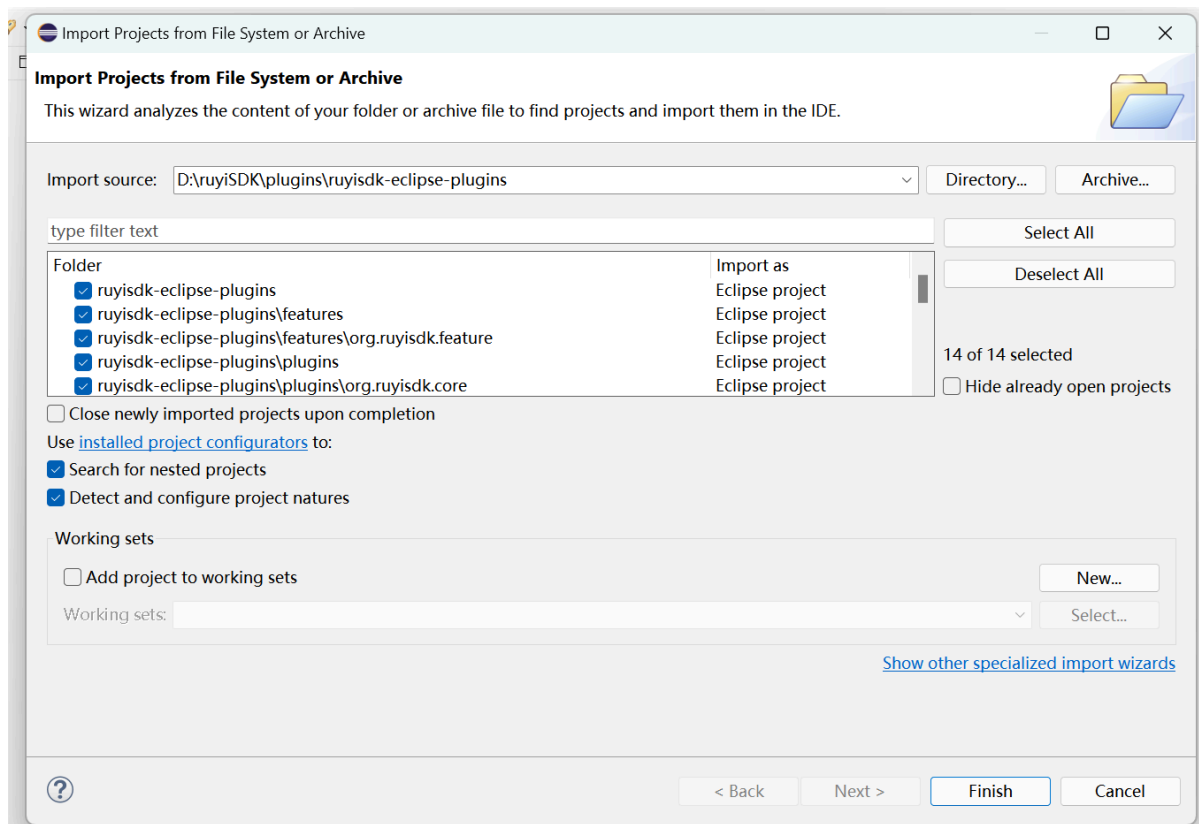 Import Projects from File System or Archive
Import Projects from File System or Archive
This wizard analyzes the content of your folder or archive file to find projects and import them in the IDE.
Import source: D:\ruyiSDK\plugins\ruyisdk-eclipse-plugins Directory... Archive...
type filter text Select All
Folder Import as Deselect All
ruyisdk-eclipse-plugins Eclipse project
ruyisdk-eclipse-plugins\features Eclipse project
ruyisdk-eclipse-plugins\features\org.ruyisdk.feature Eclipse project
ruyisdk-eclipse-plugins\plugins Eclipse project 14 of 14 selected
ruyisdk-eclipse-plugins\plugins\org.ruyisdk.core Eclipse project Hide already open projects
Close newly imported projects upon completion
Use installed project configurators to:
Search for nested projects
Detect and configure project natures
Working sets
Add project to working sets New...
Working sets: Select...
Show other specialized import wizards
? < Back Next > Finish Cancel